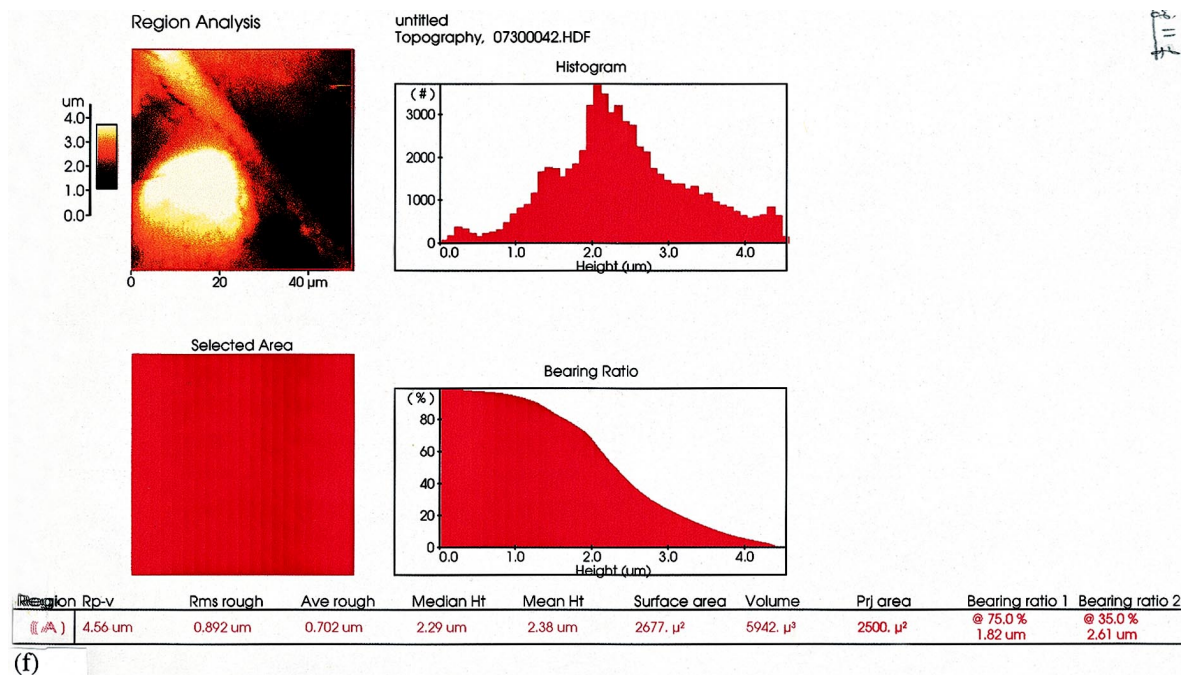 Region Analysis
untitled
Topography, 07300042.HDF
um
4.0
3.0
2.0
1.0
0.0
0 20 40 µm
Histogram
(#)
3000
2000
1000
0
0.0 1.0 2.0 3.0 4.0
Height (um)
Selected Area
Bearing Ratio
(%)
80
60
40
20
0
0.0 1.0 2.0 3.0 4.0
Height (um)
Region Rp-v Rms rough Ave rough Median Ht Mean Ht Surface area Volume Prj area Bearing ratio 1 Bearing ratio 2
(A) 4.56 um 0.892 um 0.702 um 2.29 um 2.38 um 2677. µ² 5942. µ³ 2500. µ² @ 75.0 % @ 35.0 %
1.82 um 2.61 um
(f)